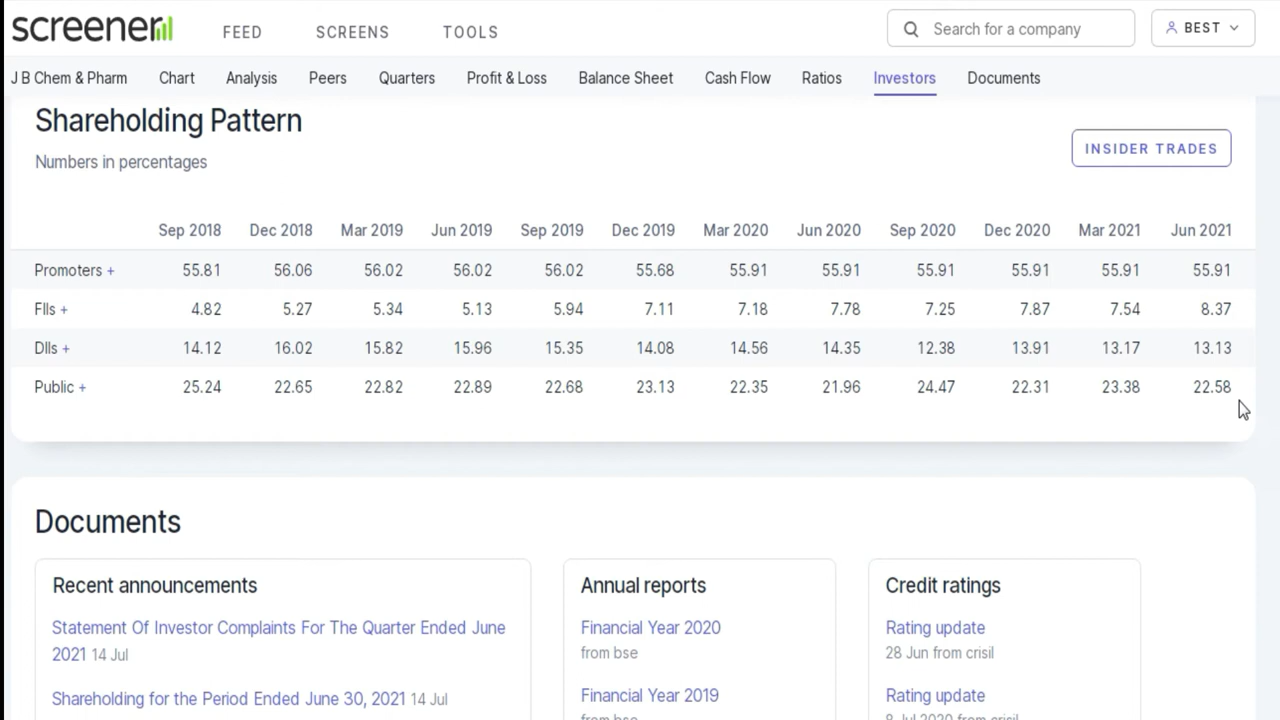 screener FEED SCREENS TOOLS Search for a company BEST
J B Chem & Pharm Chart Analysis Peers Quarters Profit & Loss Balance Sheet Cash Flow Ratios Investors Documents
Shareholding Pattern
INSIDER TRADES
Numbers in percentages
Sep 2018 Dec 2018 Mar 2019 Jun 2019 Sep 2019 Dec 2019 Mar 2020 Jun 2020 Sep 2020 Dec 2020 Mar 2021 Jun 2021
Promoters + 55.81 56.06 56.02 56.02 56.02 55.68 55.91 55.91 55.91 55.91 55.91 55.91
FIIs + 4.82 5.27 5.34 5.13 5.94 7.11 7.18 7.78 7.25 7.87 7.54 8.37
DIIs + 14.12 16.02 15.82 15.96 15.35 14.08 14.56 14.35 12.38 13.91 13.17 13.13
Public + 25.24 22.65 22.82 22.89 22.68 23.13 22.35 21.96 24.47 22.31 23.38 22.58
Documents
Recent announcements Annual reports Credit ratings
Statement Of Investor Complaints For The Quarter Ended June Financial Year 2020 Rating update
2021 14 Jul from bse 28 Jun from crisil
Shareholding for the Period Ended June 30, 2021 14 Jul Financial Year 2019 Rating update
from bse 8 Jul 2020 from crisil